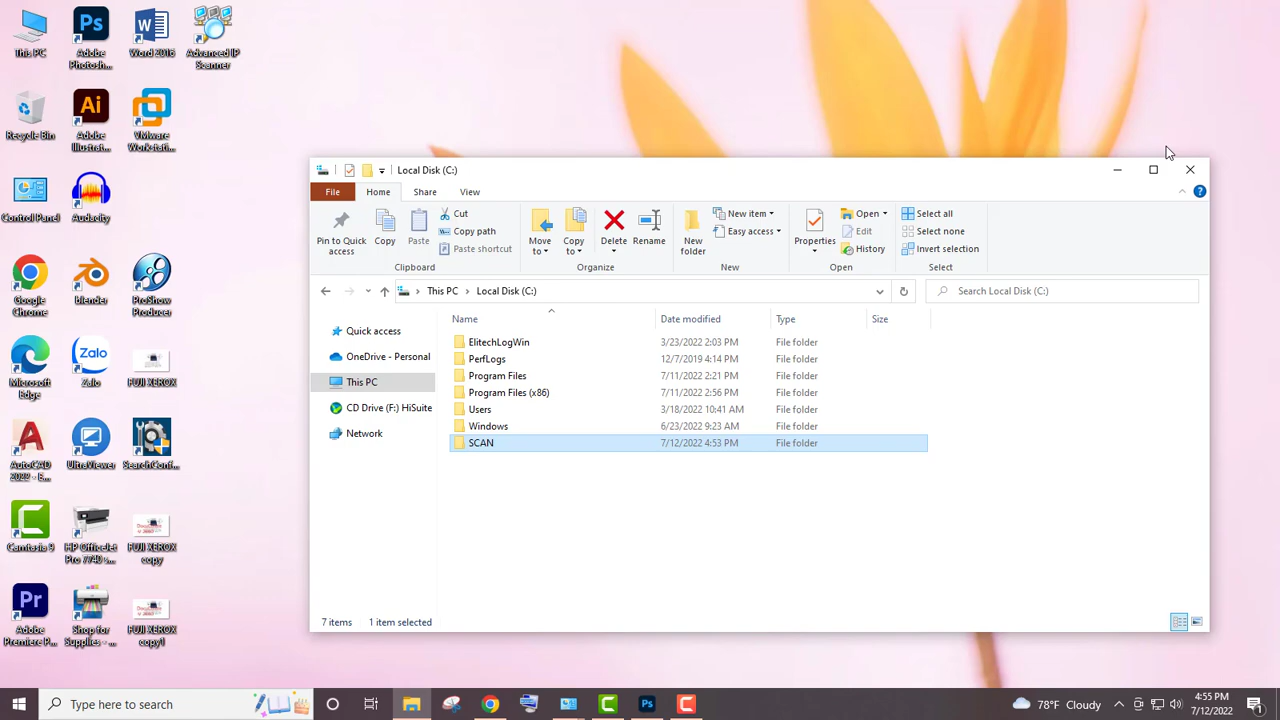 This PC
Adobe Photosh...
Word 2016
Advanced IP Scanner
Recycle Bin
Adobe Illustrat...
VMware Workstati...
Control Panel
Audacity
Google Chrome
blender
ProShow Producer
Microsoft Edge
Zalo
FUJI XEROX
AutoCAD 2022 - E...
UltraViewer
SearchConf...
Camtasia 9
HP OfficeJet Pro 7740 s...
FUJI XEROX copy
Adobe Premiere P...
Shop for Supplies - ...
FUJI XEROX copy1
Local Disk (C:)
File Home Share View
Pin to Quick access
Copy
Paste
Cut
Copy path
Paste shortcut
Clipboard
Move to
Copy to
Delete
Rename
Organize
New folder
New item
Easy access
New
Properties
Open
Edit
History
Open
Select all
Select none
Invert selection
Select
This PC > Local Disk (C:)
Search Local Disk (C:)
Quick access
OneDrive - Personal
This PC
CD Drive (F:) HiSuite
Network
Name Date modified Type Size
ElitechLogWin 3/23/2022 2:03 PM File folder
PerfLogs 12/7/2019 4:14 PM File folder
Program Files 7/11/2022 2:21 PM File folder
Program Files (x86) 7/11/2022 2:56 PM File folder
Users 3/18/2022 10:41 AM File folder
Windows 6/23/2022 9:23 AM File folder
SCAN 7/12/2022 4:53 PM File folder
7 items 1 item selected
Type here to search
78°F Cloudy
4:55 PM
7/12/2022
1